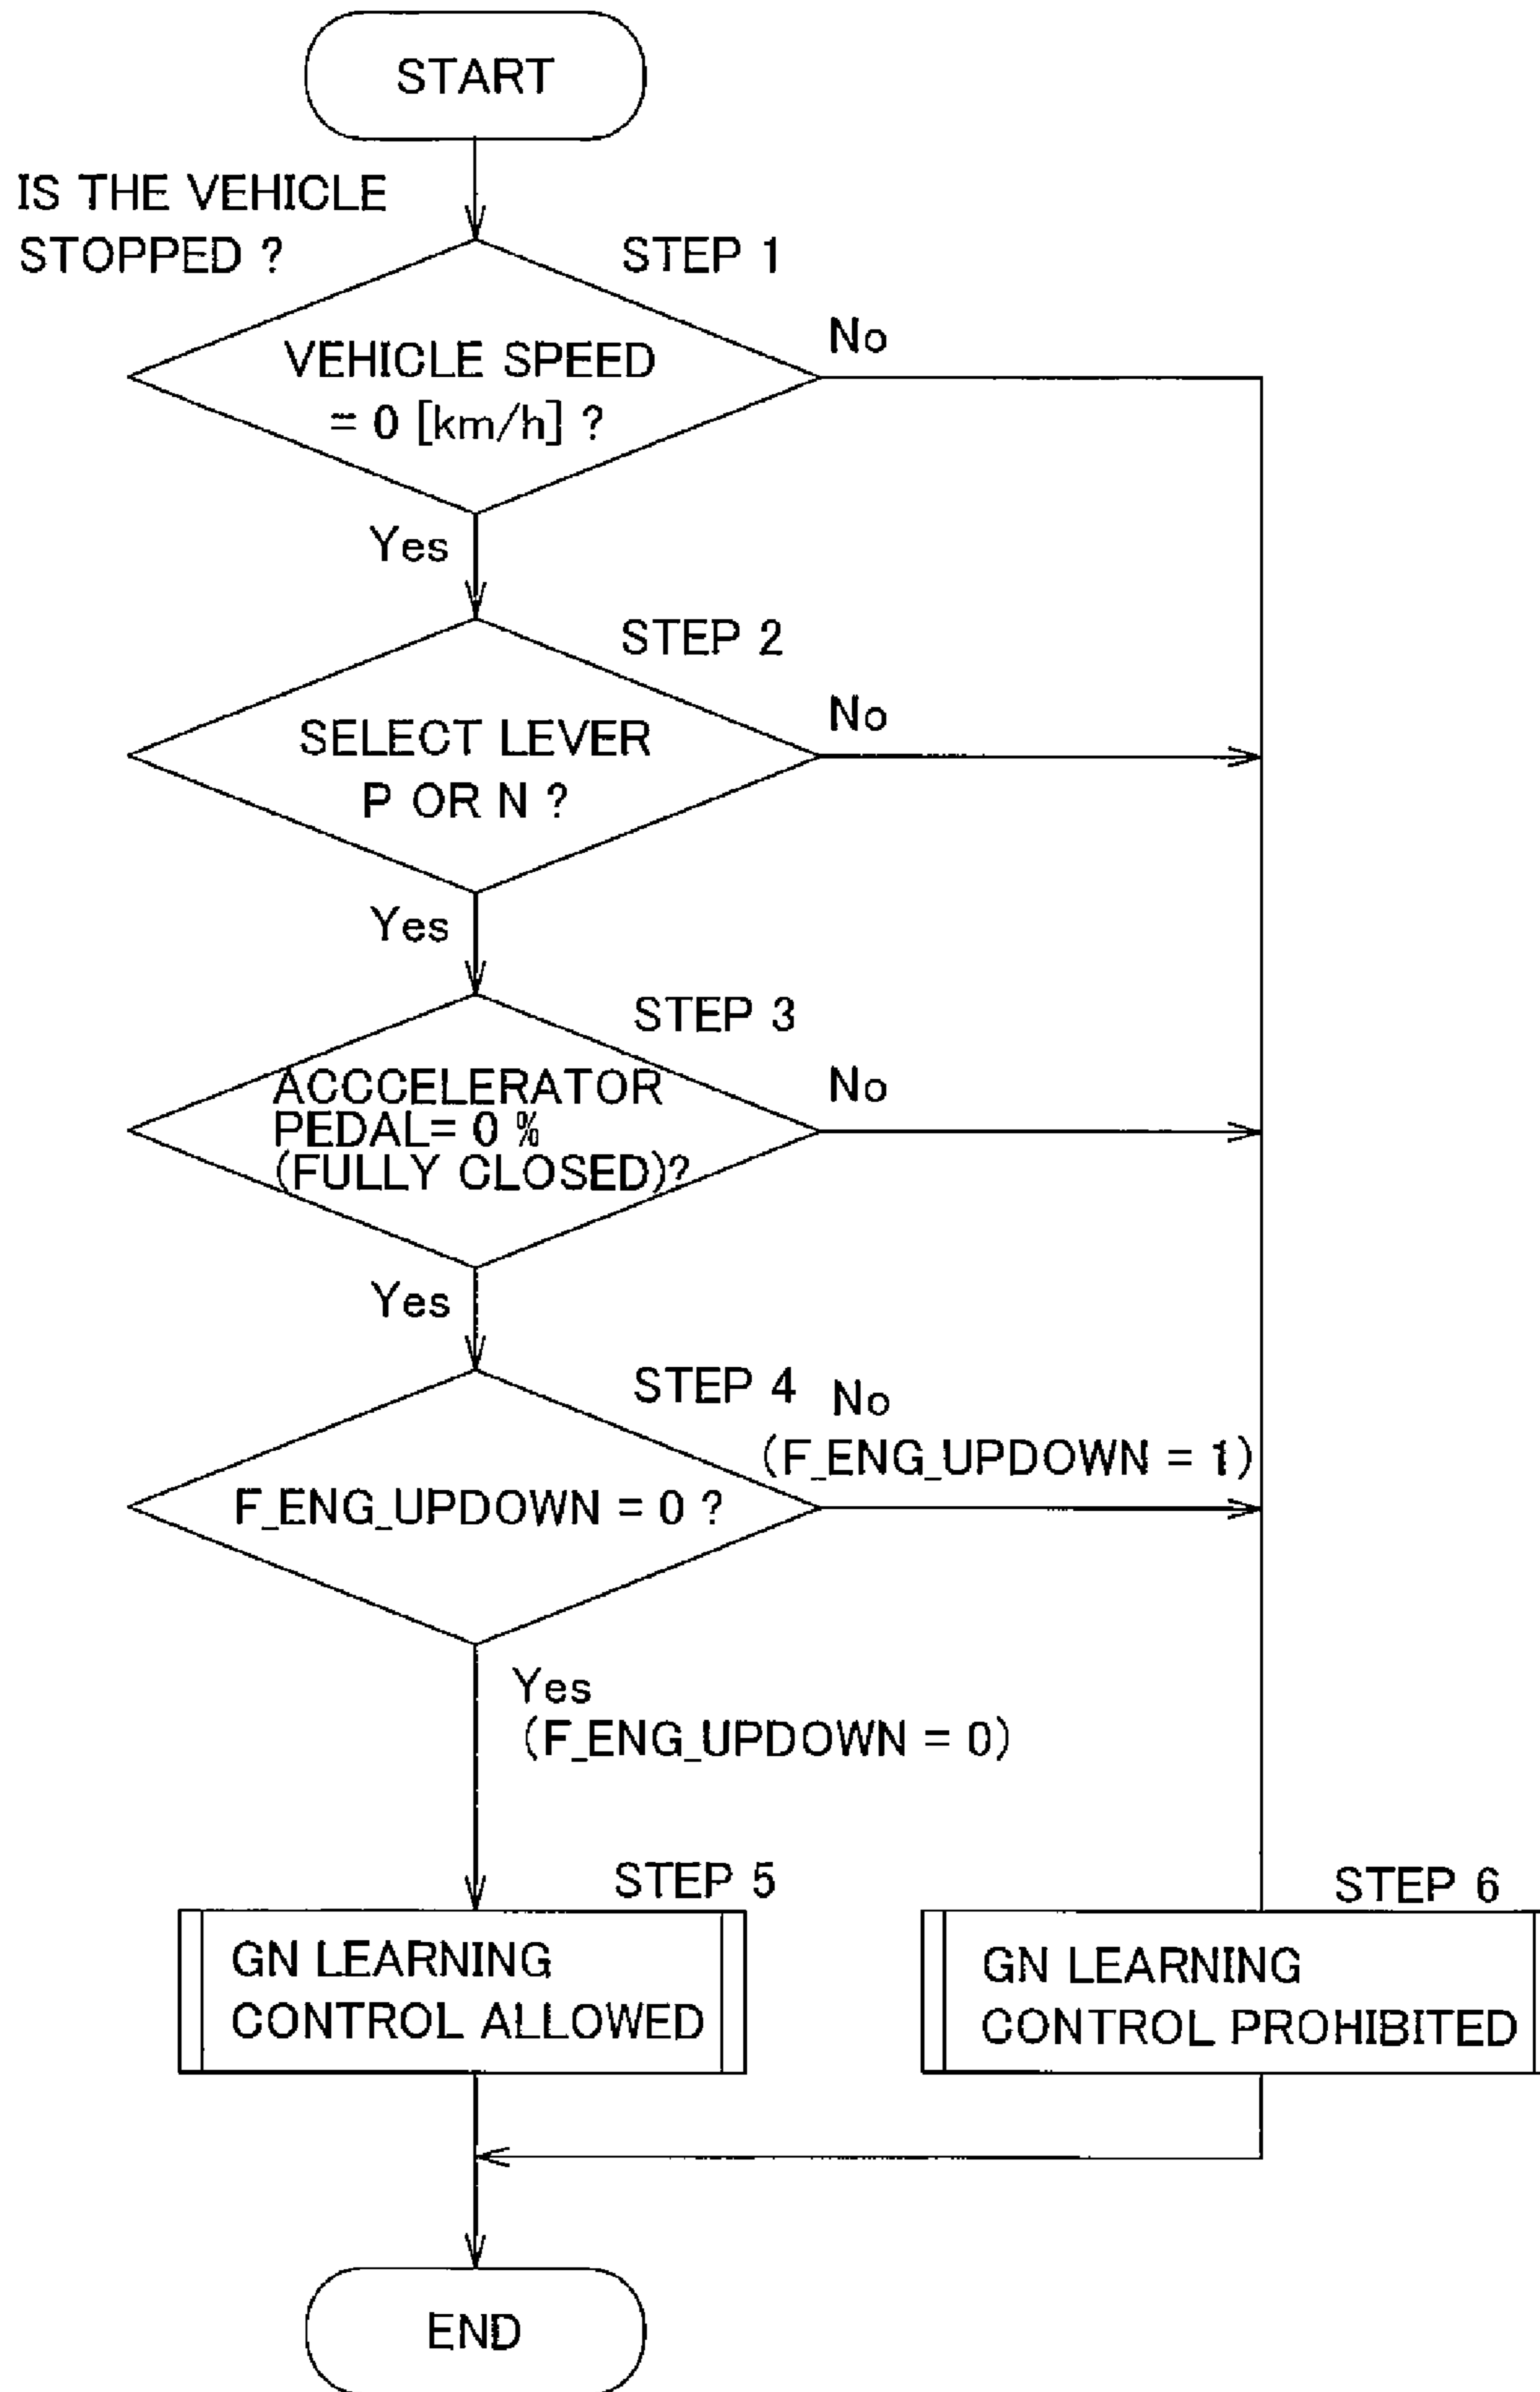 START
IS THE VEHICLE
STOPPED ?
STEP 1
VEHICLE SPEED
= 0 [km/h] ?
No
Yes
STEP 2
SELECT LEVER
P OR N ?
No
Yes
STEP 3
ACCCELERATOR
PEDAL= 0 %
(FULLY CLOSED)?
No
Yes
STEP 4
F_ENG_UPDOWN = 0 ?
No
(F_ENG_UPDOWN = 1)
Yes
(F_ENG_UPDOWN = 0)
STEP 5
GN LEARNING
CONTROL ALLOWED
STEP 6
GN LEARNING
CONTROL PROHIBITED
END